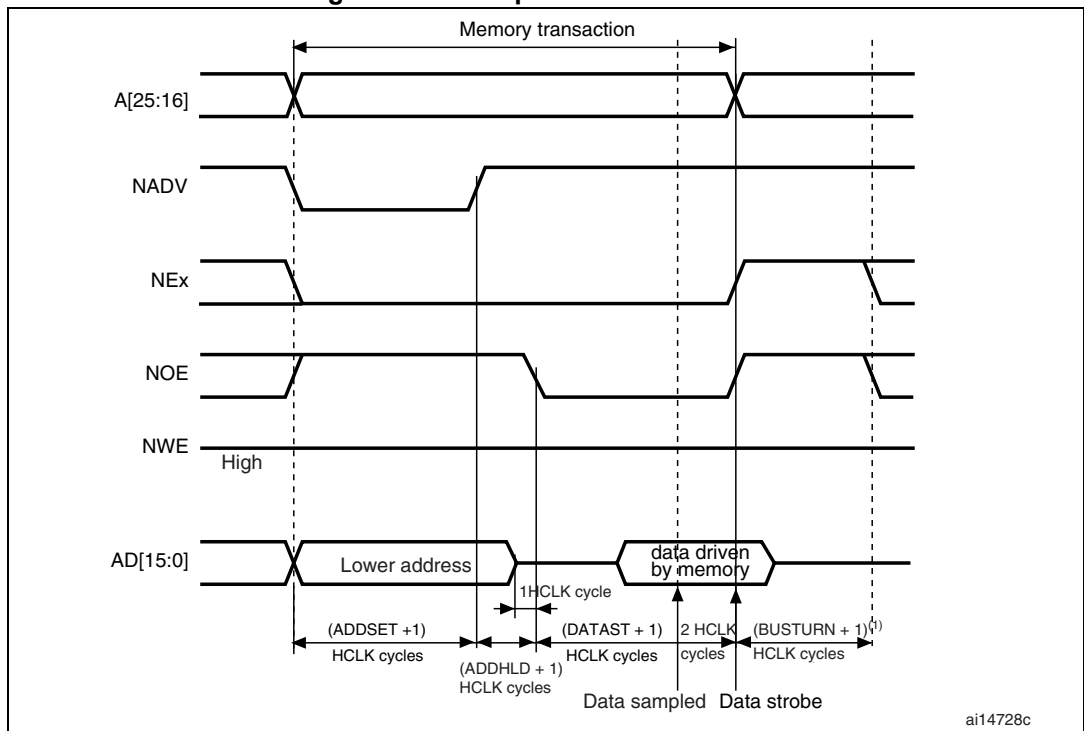 Memory transaction
A[25:16]
NADV
NEx
NOE
NWE
High
AD[15:0]
Lower address
data driven
by memory
1HCLK cycle
(ADDSET +1)
HCLK cycles
(ADDHLD + 1)
HCLK cycles
(DATAST + 1)
HCLK cycles
2 HCLK
cycles
(BUSTURN + 1)(1)
HCLK cycles
Data sampled
Data strobe
ai14728c